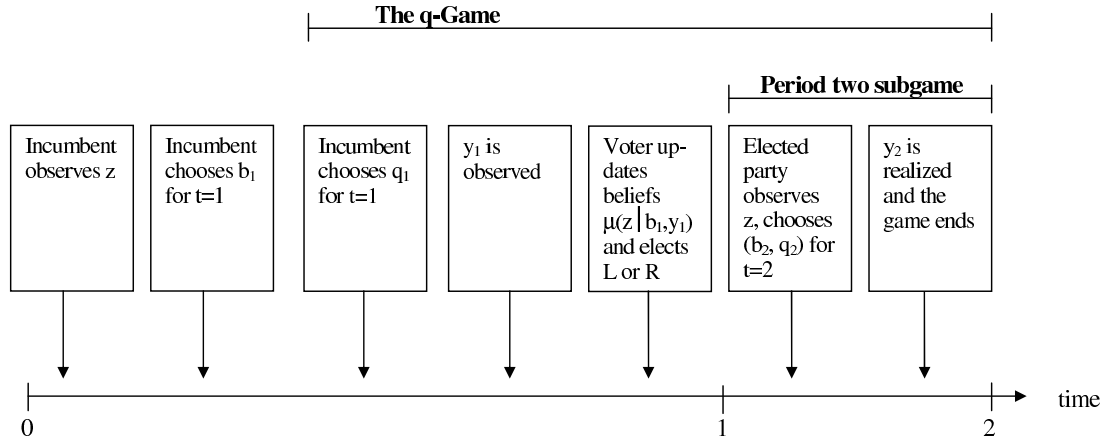 The q-Game
Period two subgame
Incumbent
observes z
Incumbent
chooses b₁
for t=1
Incumbent
chooses q₁
for t=1
y₁ is
observed
Voter up-
dates
beliefs
μ(z|b₁,y₁)
and elects
L or R
Elected
party
observes
z, chooses
(b₂, q₂) for
t=2
y₂ is
realized
and the
game ends
time
0
1
2